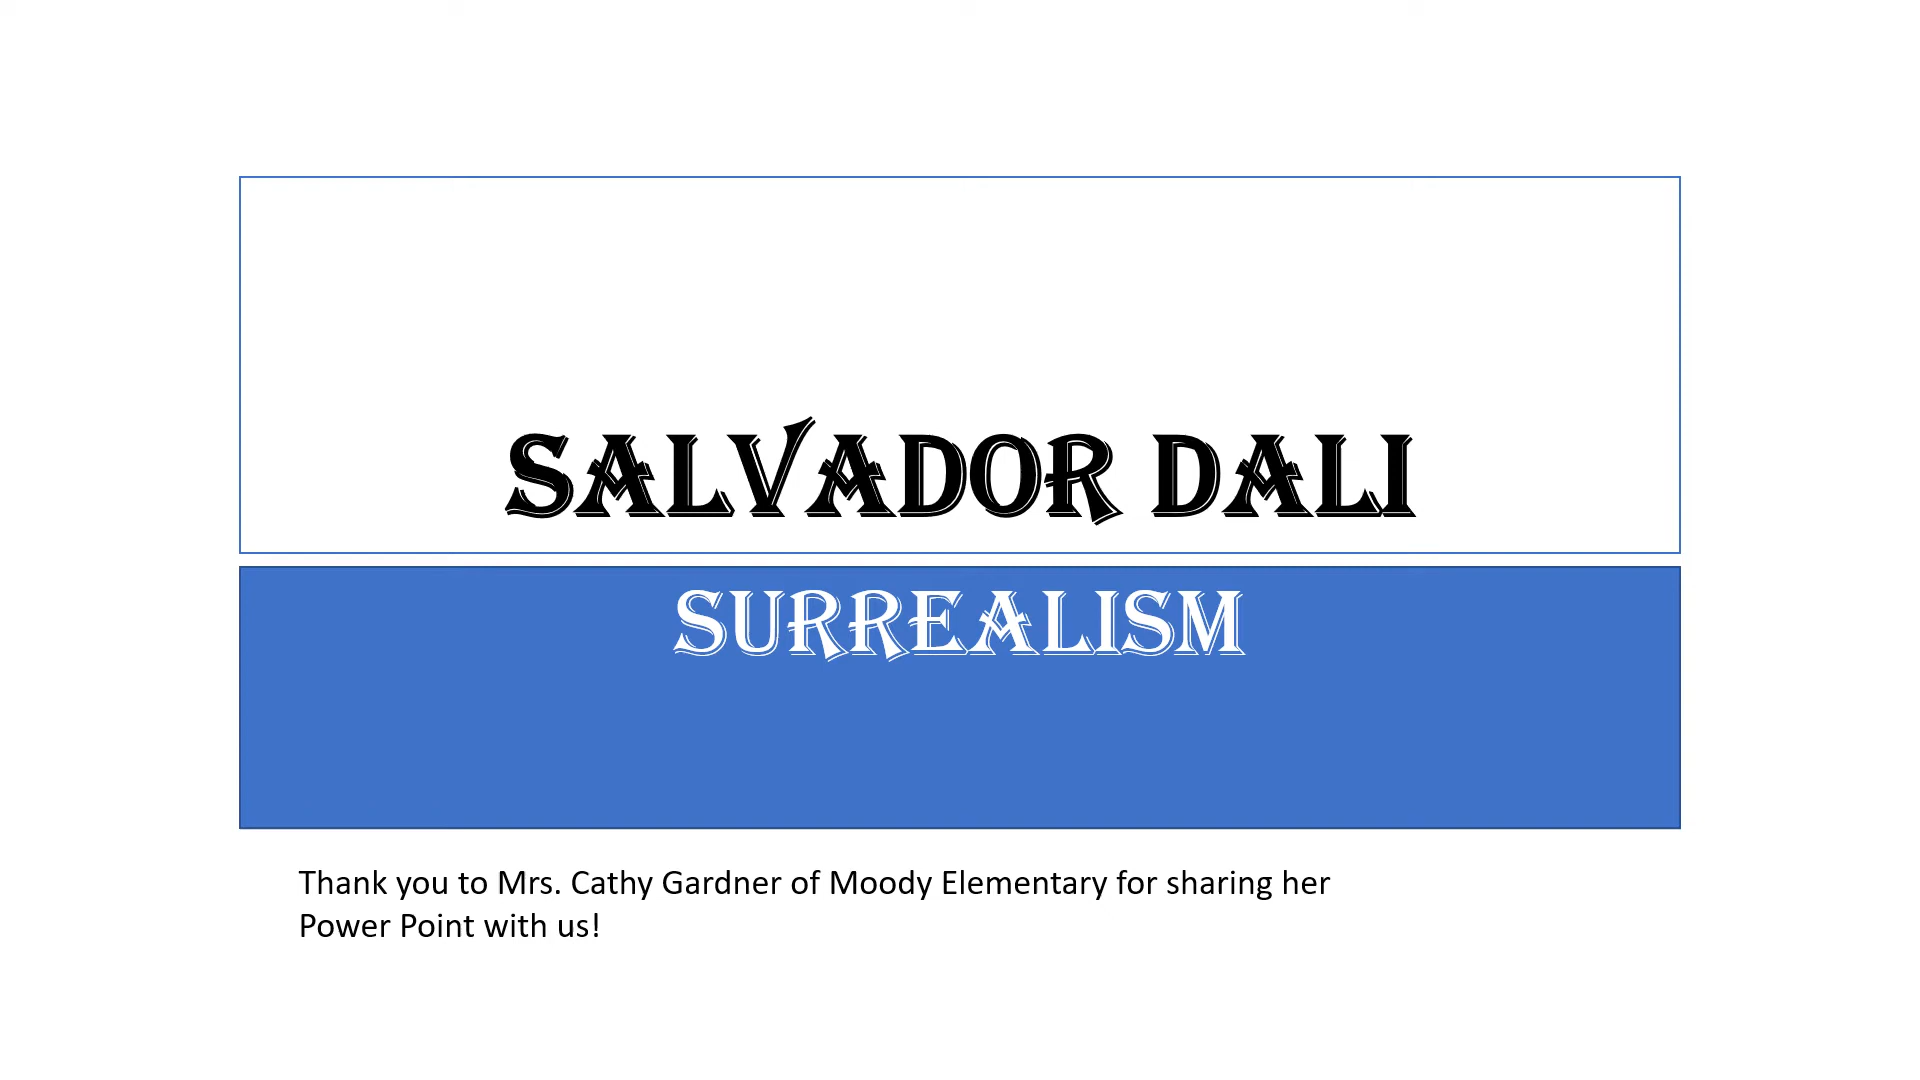 SALVADOR DALI
SURREALISM
Thank you to Mrs. Cathy Gardner of Moody Elementary for sharing her
Power Point with us!